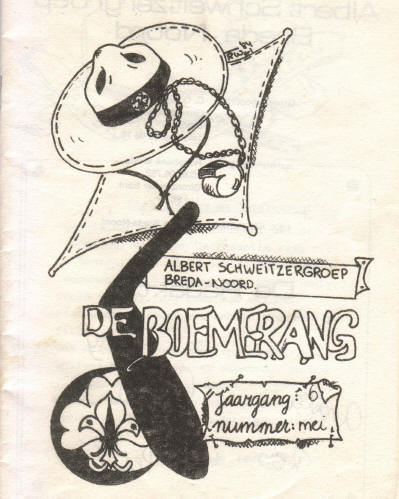 ALBERT SCHWEITZERGROEP
BREDA-NOORD.
DE BOEMERANG
jaargang: 6
nummer: mei